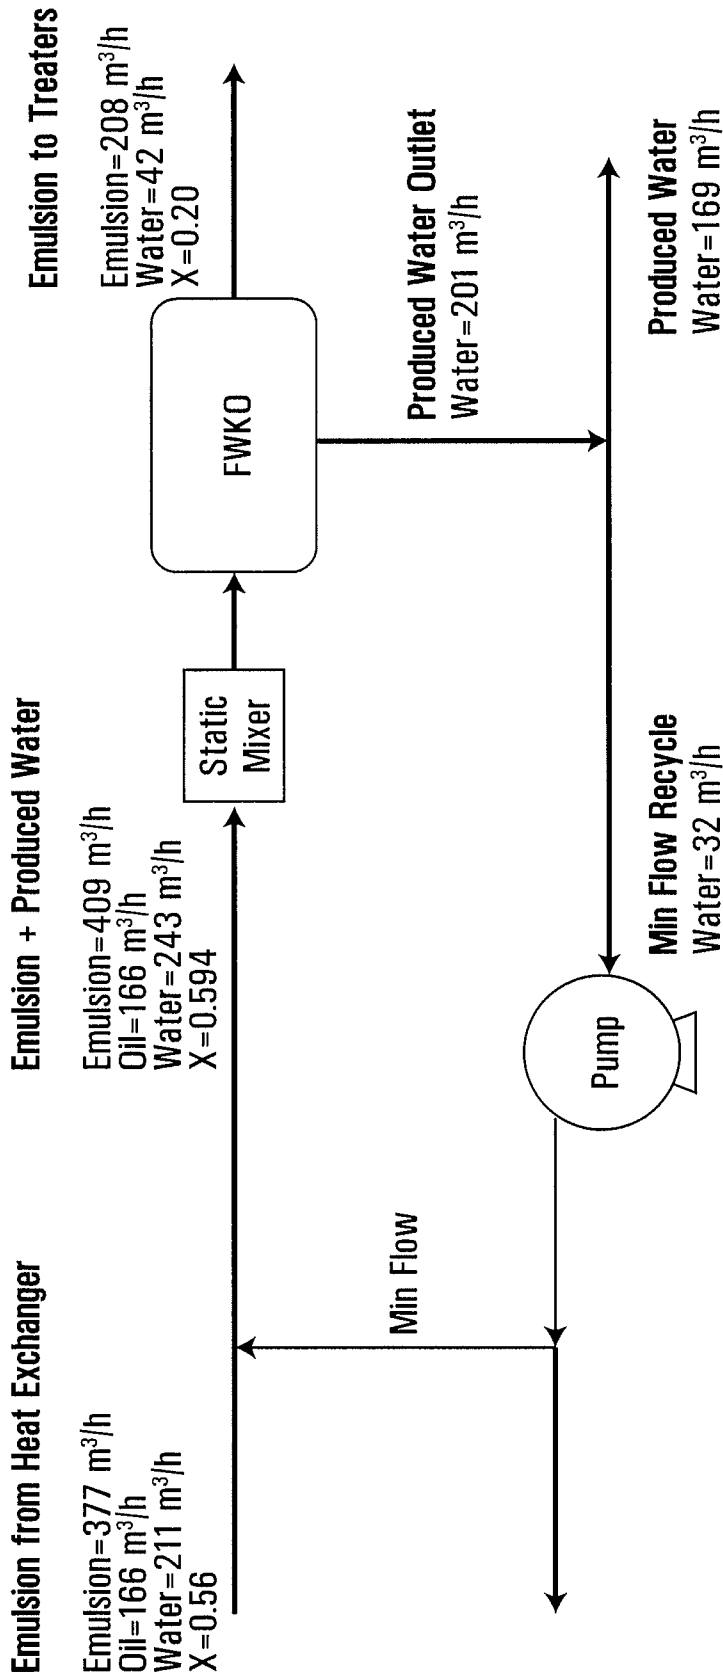 Emulsion from Heat Exchanger
Emulsion=377 m³/h
Oil=166 m³/h
Water=211 m³/h
X=0.56
Emulsion + Produced Water
Emulsion=409 m³/h
Oil=166 m³/h
Water=243 m³/h
X=0.594
Emulsion to Treaters
Emulsion=208 m³/h
Water=42 m³/h
X=0.20
Static
Mixer
FWKO
Produced Water Outlet
Water=201 m³/h
Min Flow
Pump
Min Flow Recycle
Water=32 m³/h
Produced Water
Water=169 m³/h